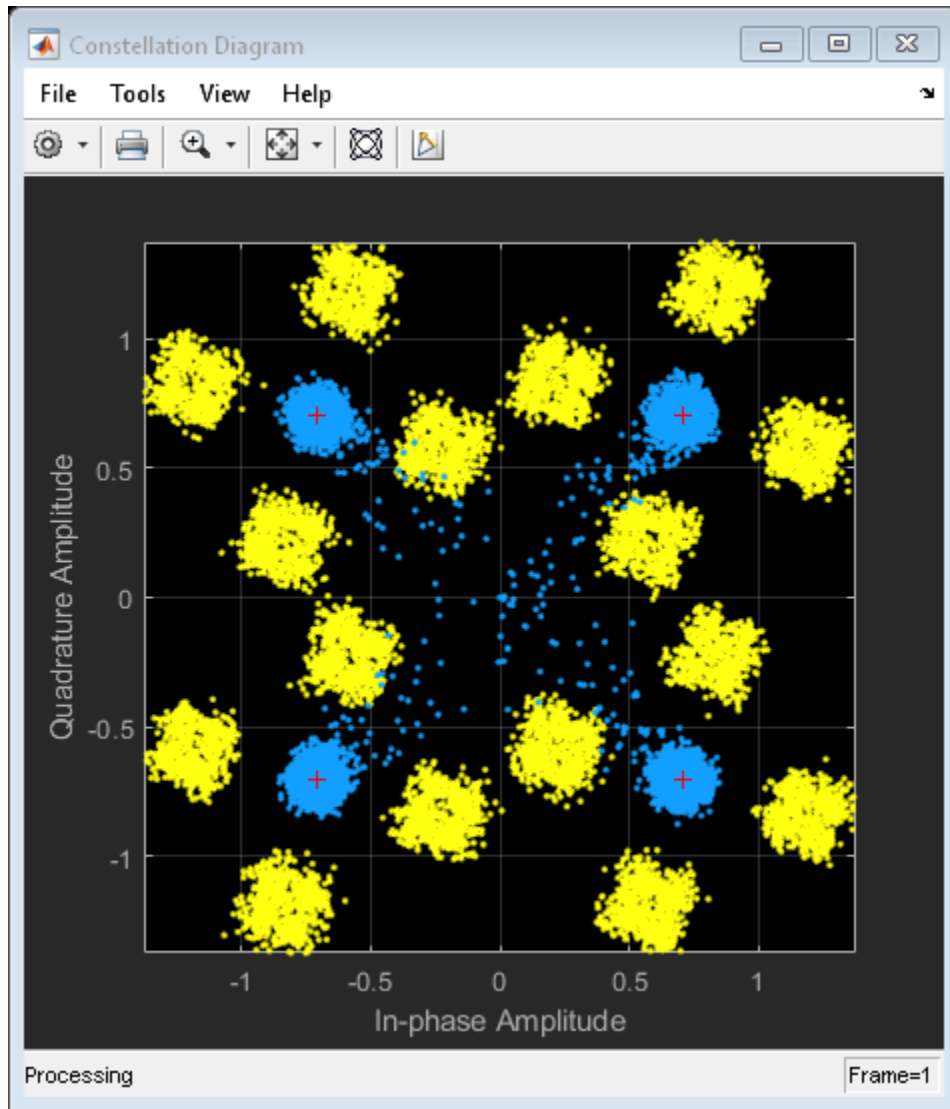 Constellation Diagram
File Tools View Help
1
0.5
0
-0.5
-1
Quadrature Amplitude
-1 -0.5 0 0.5 1
In-phase Amplitude
Processing Frame=1